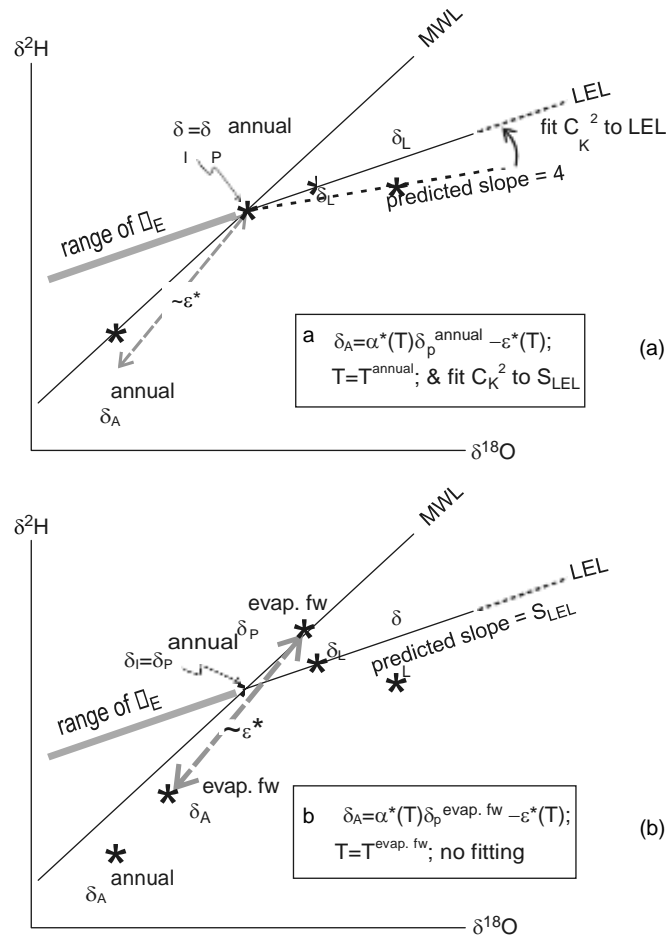 δ²H
MWL
LEL
δ =δ annual
I P
δL
fit CK² to LEL
δL
predicted slope = 4
range of □E
~ε*
annual
δA
a δA=α*(T)δp^annual –ε*(T);
T=T^annual; & fit CK² to SLEL
(a)
δ¹⁸O
δ²H
MWL
evap. fw
δP
LEL
annual
δ
δI=δP
δL
predicted slope = SLEL
L
range of □E
~ε*
evap. fw
δA
b δA=α*(T)δp^evap. fw –ε*(T);
T=T^evap. fw; no fitting
(b)
annual
δA
δ¹⁸O